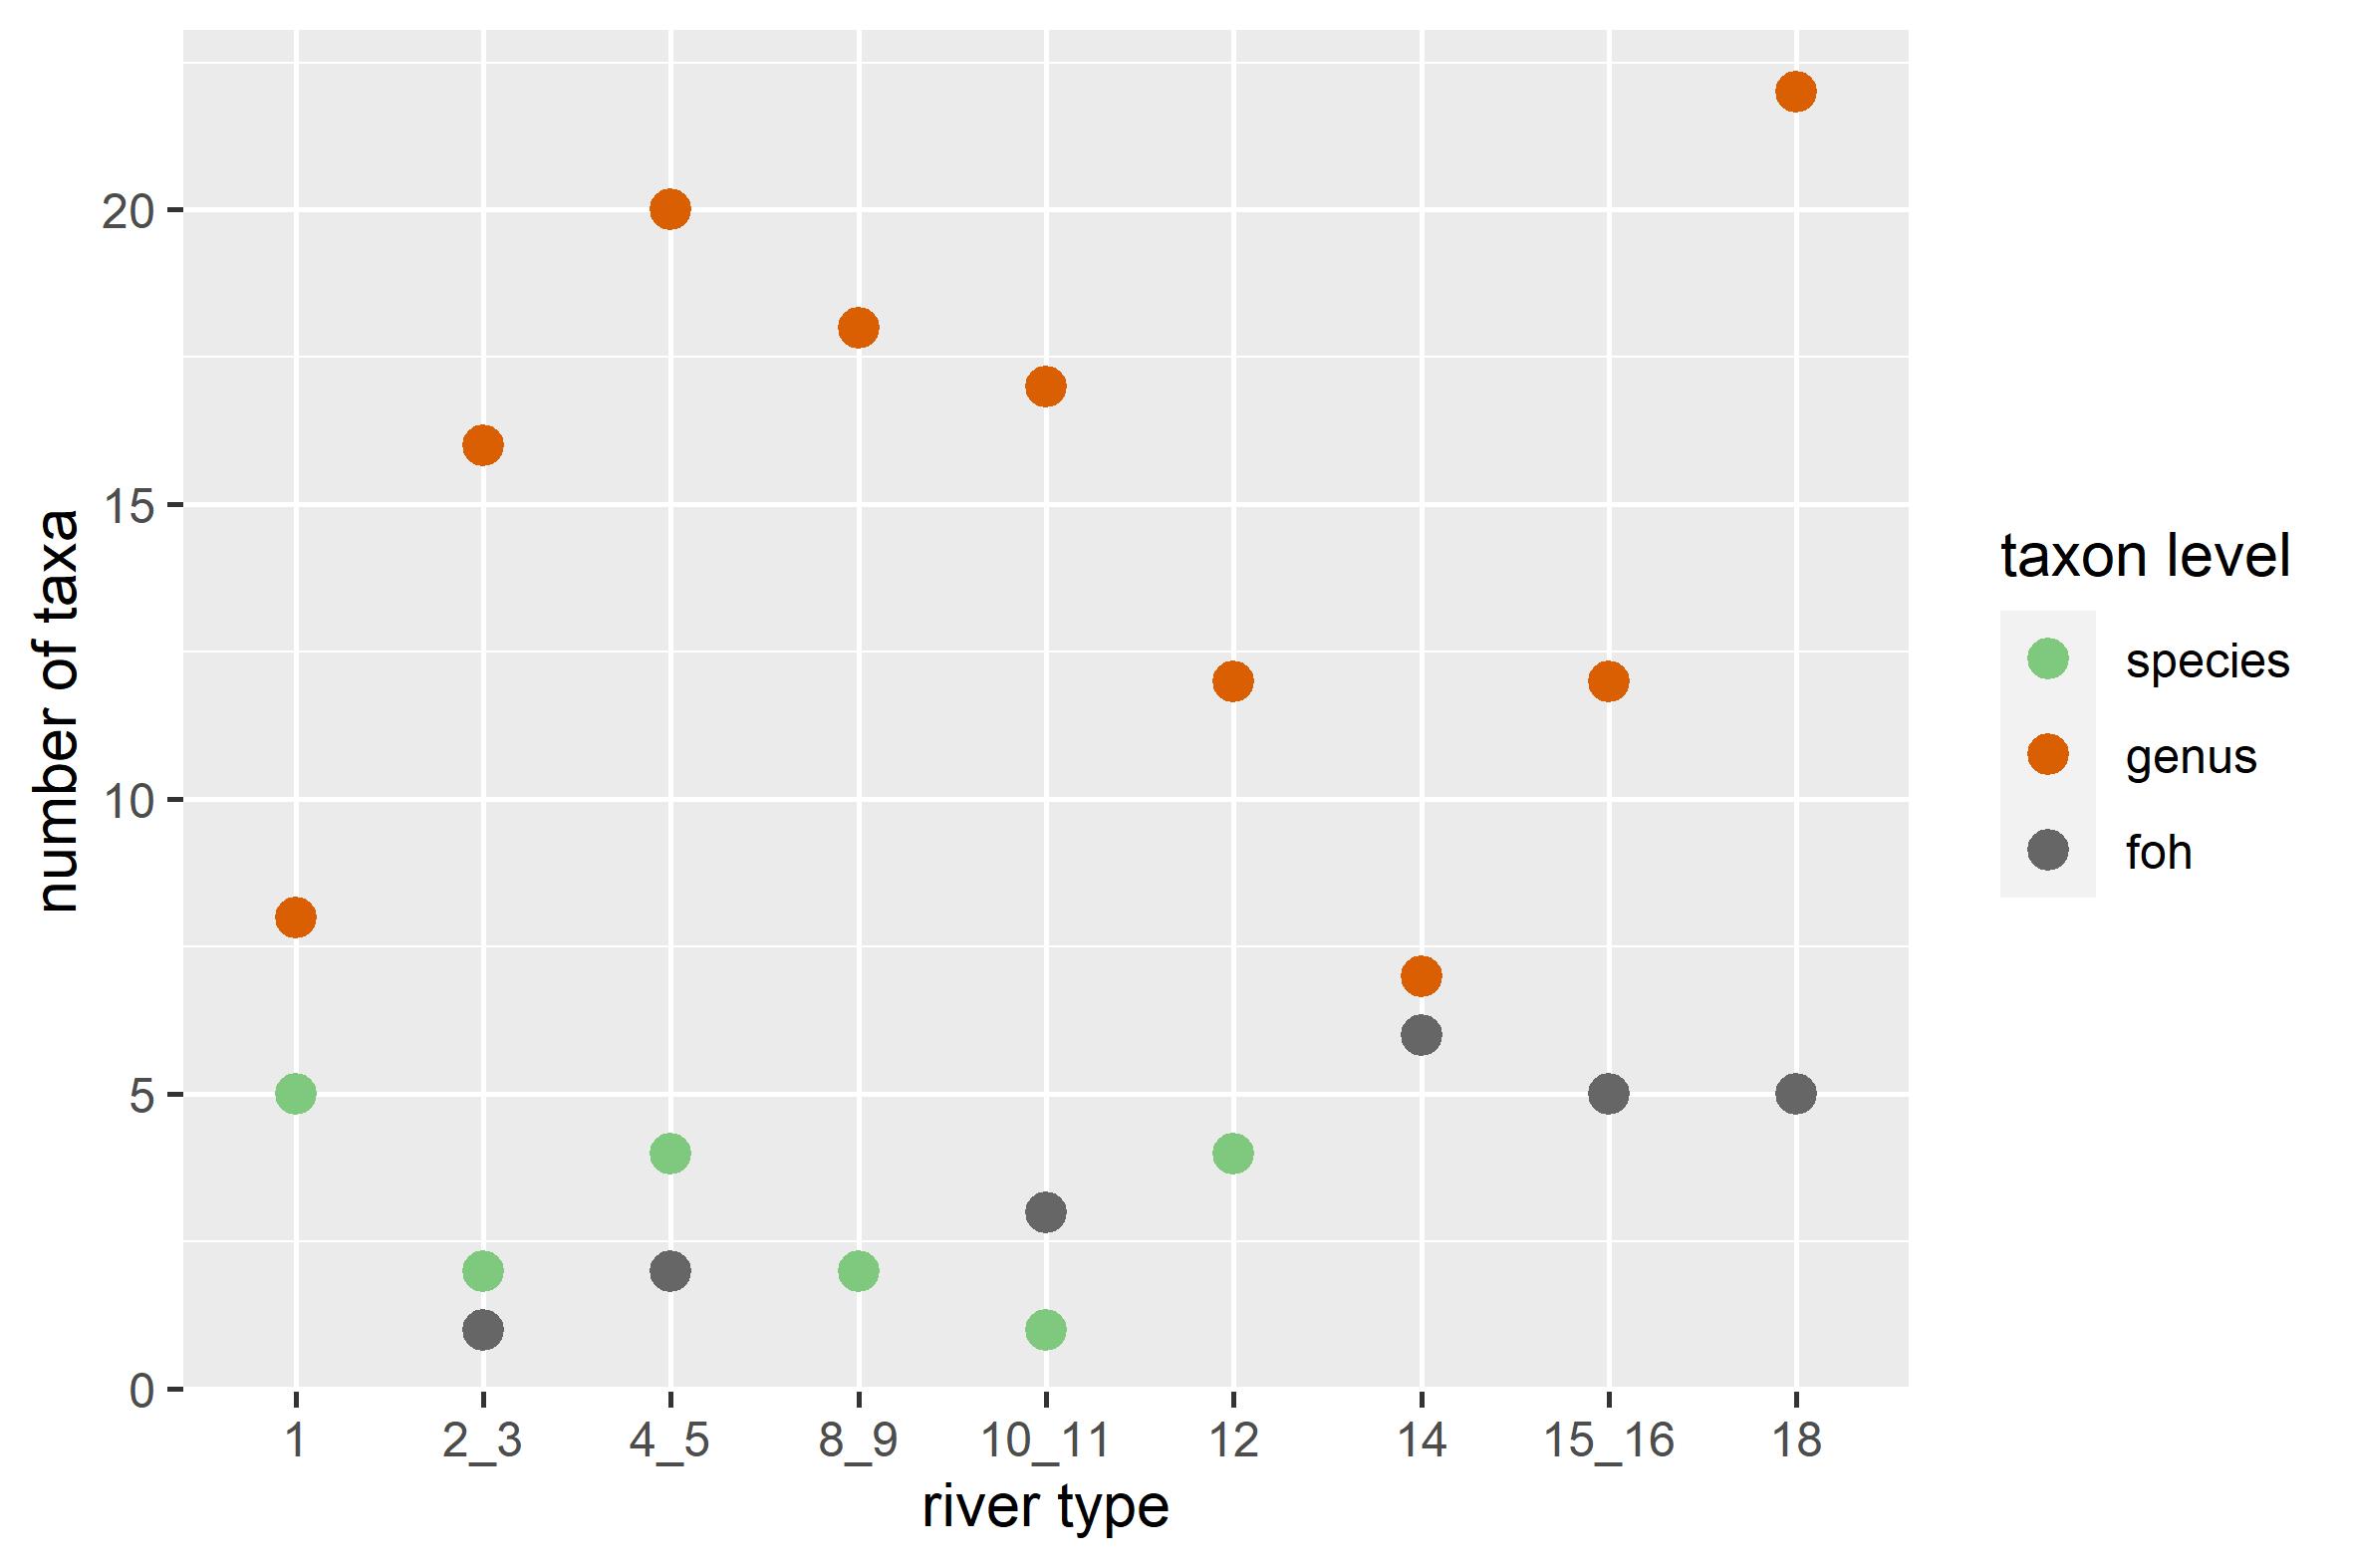 number of taxa
20
15
10
5
0
1 2_3 4_5 8_9 10_11 12 14 15_16 18
river type
taxon level
species
genus
foh